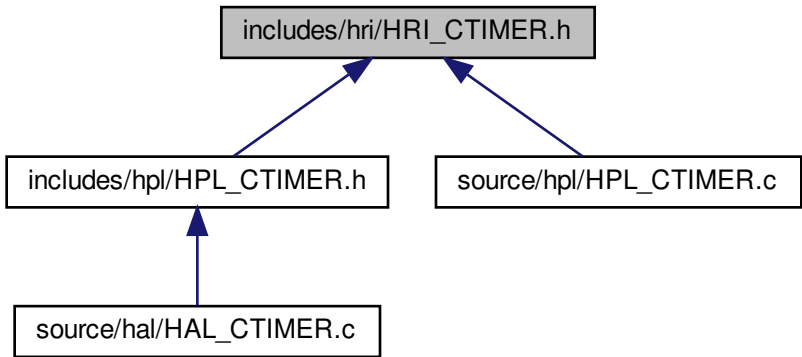 includes/hri/HRI_CTIMER.h
includes/hpl/HPL_CTIMER.h
source/hpl/HPL_CTIMER.c
source/hal/HAL_CTIMER.c